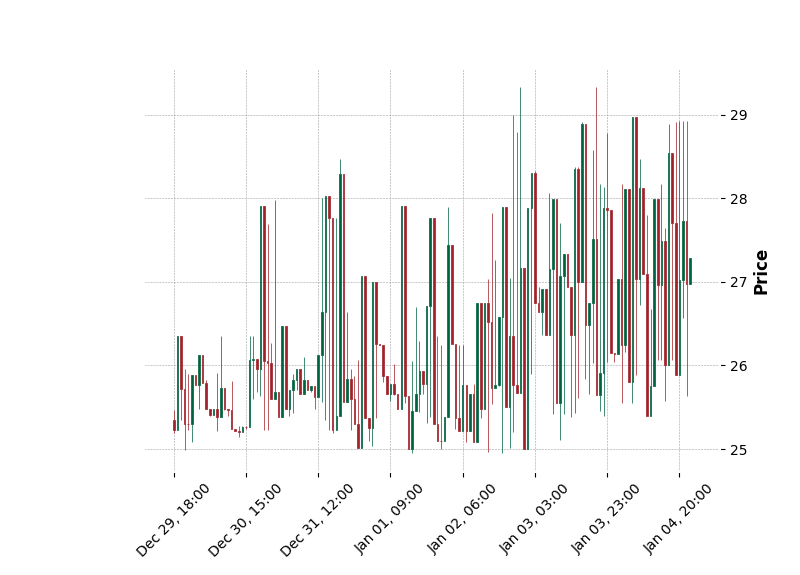 29
28
27
26
25
Price
Dec 29, 18:00
Dec 30, 15:00
Dec 31, 12:00
Jan 01, 09:00
Jan 02, 06:00
Jan 03, 03:00
Jan 03, 23:00
Jan 04, 20:00